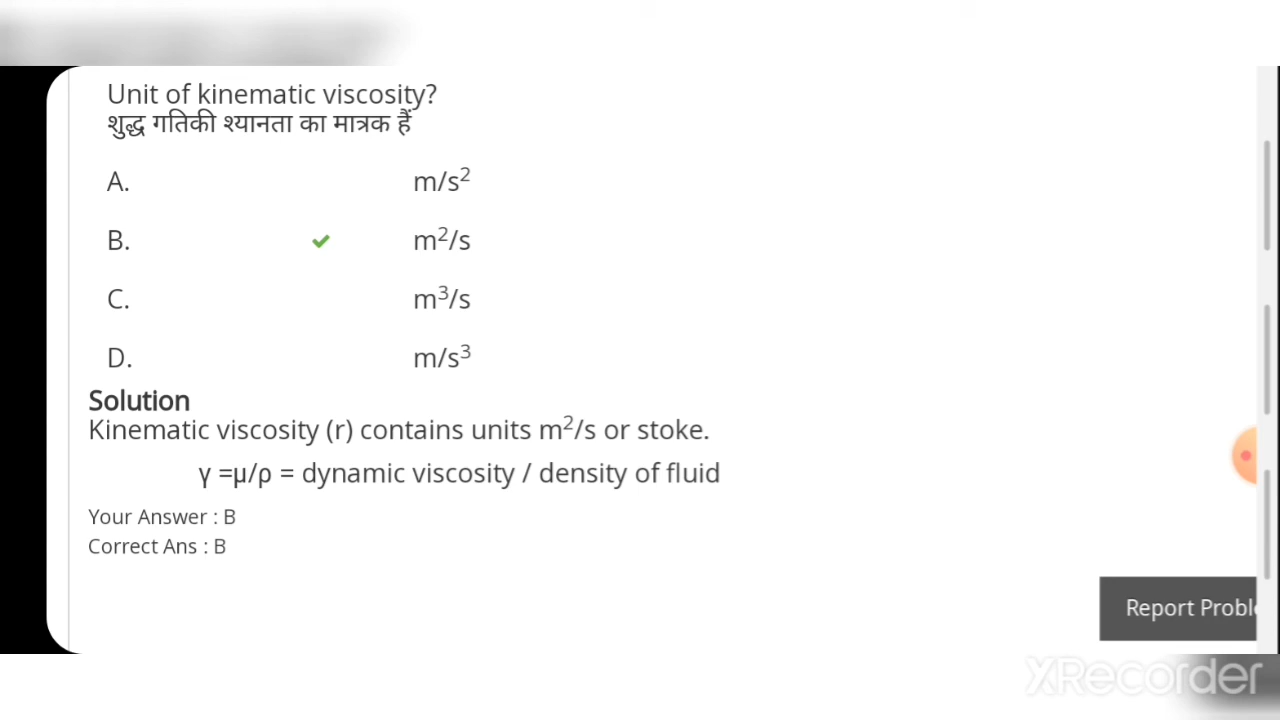 Unit of kinematic viscosity?
शुद्ध गतिकी श्यानता का मात्रक हैं
A. m/s²
B. ✔ m²/s
C. m³/s
D. m/s³
Solution
Kinematic viscosity (r) contains units m²/s or stoke.
γ =μ/ρ = dynamic viscosity / density of fluid
Your Answer : B
Correct Ans : B
Report Proble
XRecorder